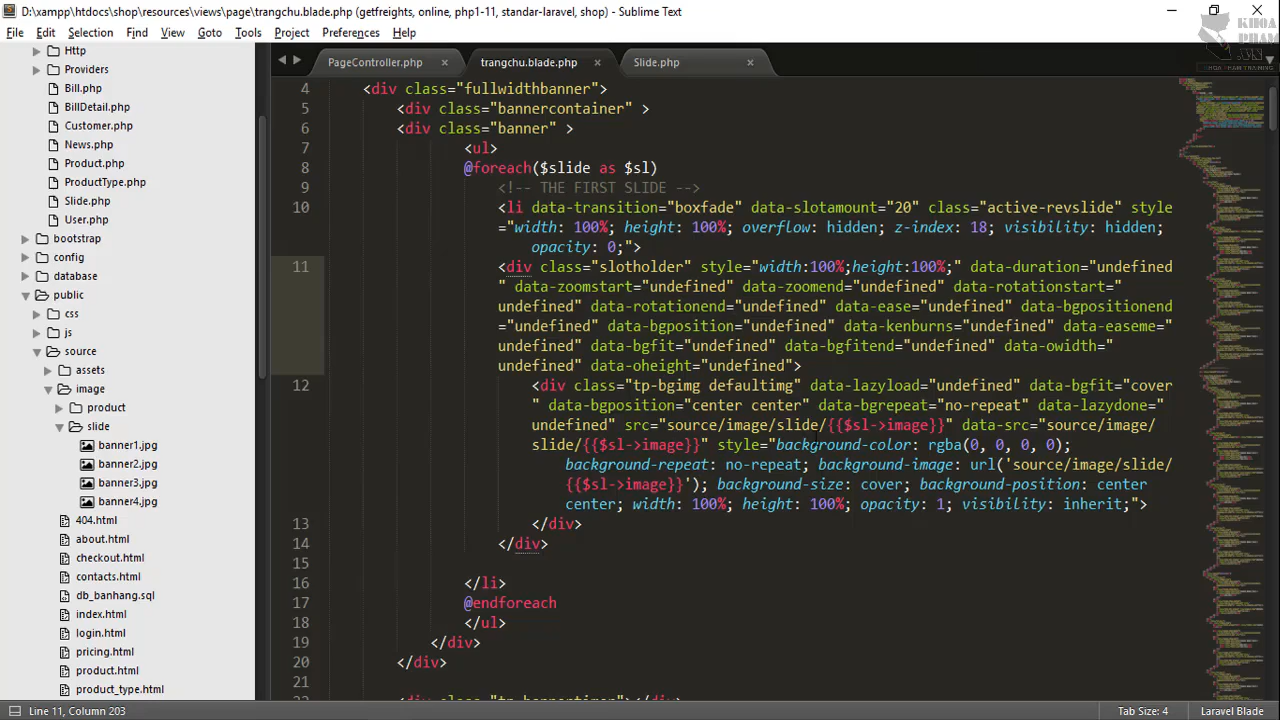 D:\xampp\htdocs\shop\resources\views\page\trangchu.blade.php (getfreights, online, php1-11, standar-laravel, shop) - Sublime Text
File Edit Selection Find View Goto Tools Project Preferences Help
KHOA PHAM.VN
Http
Providers
Bill.php
BillDetail.php
Customer.php
News.php
Product.php
ProductType.php
Slide.php
User.php
bootstrap
config
database
public
css
js
source
assets
image
product
slide
banner1.jpg
banner2.jpg
banner3.jpg
banner4.jpg
404.html
about.html
checkout.html
contacts.html
db_banhang.sql
index.html
login.html
pricing.html
product.html
product_type.html
PageController.php trangchu.blade.php Slide.php
4 <div class="fullwidthbanner">
5 <div class="bannercontainer" >
6 <div class="banner" >
7 <ul>
8 @foreach($slide as $sl)
9 <!-- THE FIRST SLIDE -->
10 <li data-transition="boxfade" data-slotamount="20" class="active-revslide" style
="width: 100%; height: 100%; overflow: hidden; z-index: 18; visibility: hidden;
opacity: 0;">
11 <div class="slotholder" style="width:100%;height:100%;" data-duration="undefined
" data-zoomstart="undefined" data-zoomend="undefined" data-rotationstart="
undefined" data-rotationend="undefined" data-ease="undefined" data-bgpositionend
="undefined" data-bgposition="undefined" data-kenburns="undefined" data-easeme="
undefined" data-bgfit="undefined" data-bgfitend="undefined" data-owidth="
undefined" data-oheight="undefined">
12 <div class="tp-bgimg defaultimg" data-lazyload="undefined" data-bgfit="cover
" data-bgposition="center center" data-bgrepeat="no-repeat" data-lazydone="
undefined" src="source/image/slide/{{$sl->image}}" data-src="source/image/
slide/{{$sl->image}}" style="background-color: rgba(0, 0, 0, 0);
background-repeat: no-repeat; background-image: url('source/image/slide/
{{$sl->image}}'); background-size: cover; background-position: center
center; width: 100%; height: 100%; opacity: 1; visibility: inherit;">
13 </div>
14 </div>
15
16 </li>
17 @endforeach
18 </ul>
19 </div>
20 </div>
21
Line 11, Column 203
Tab Size: 4
Laravel Blade